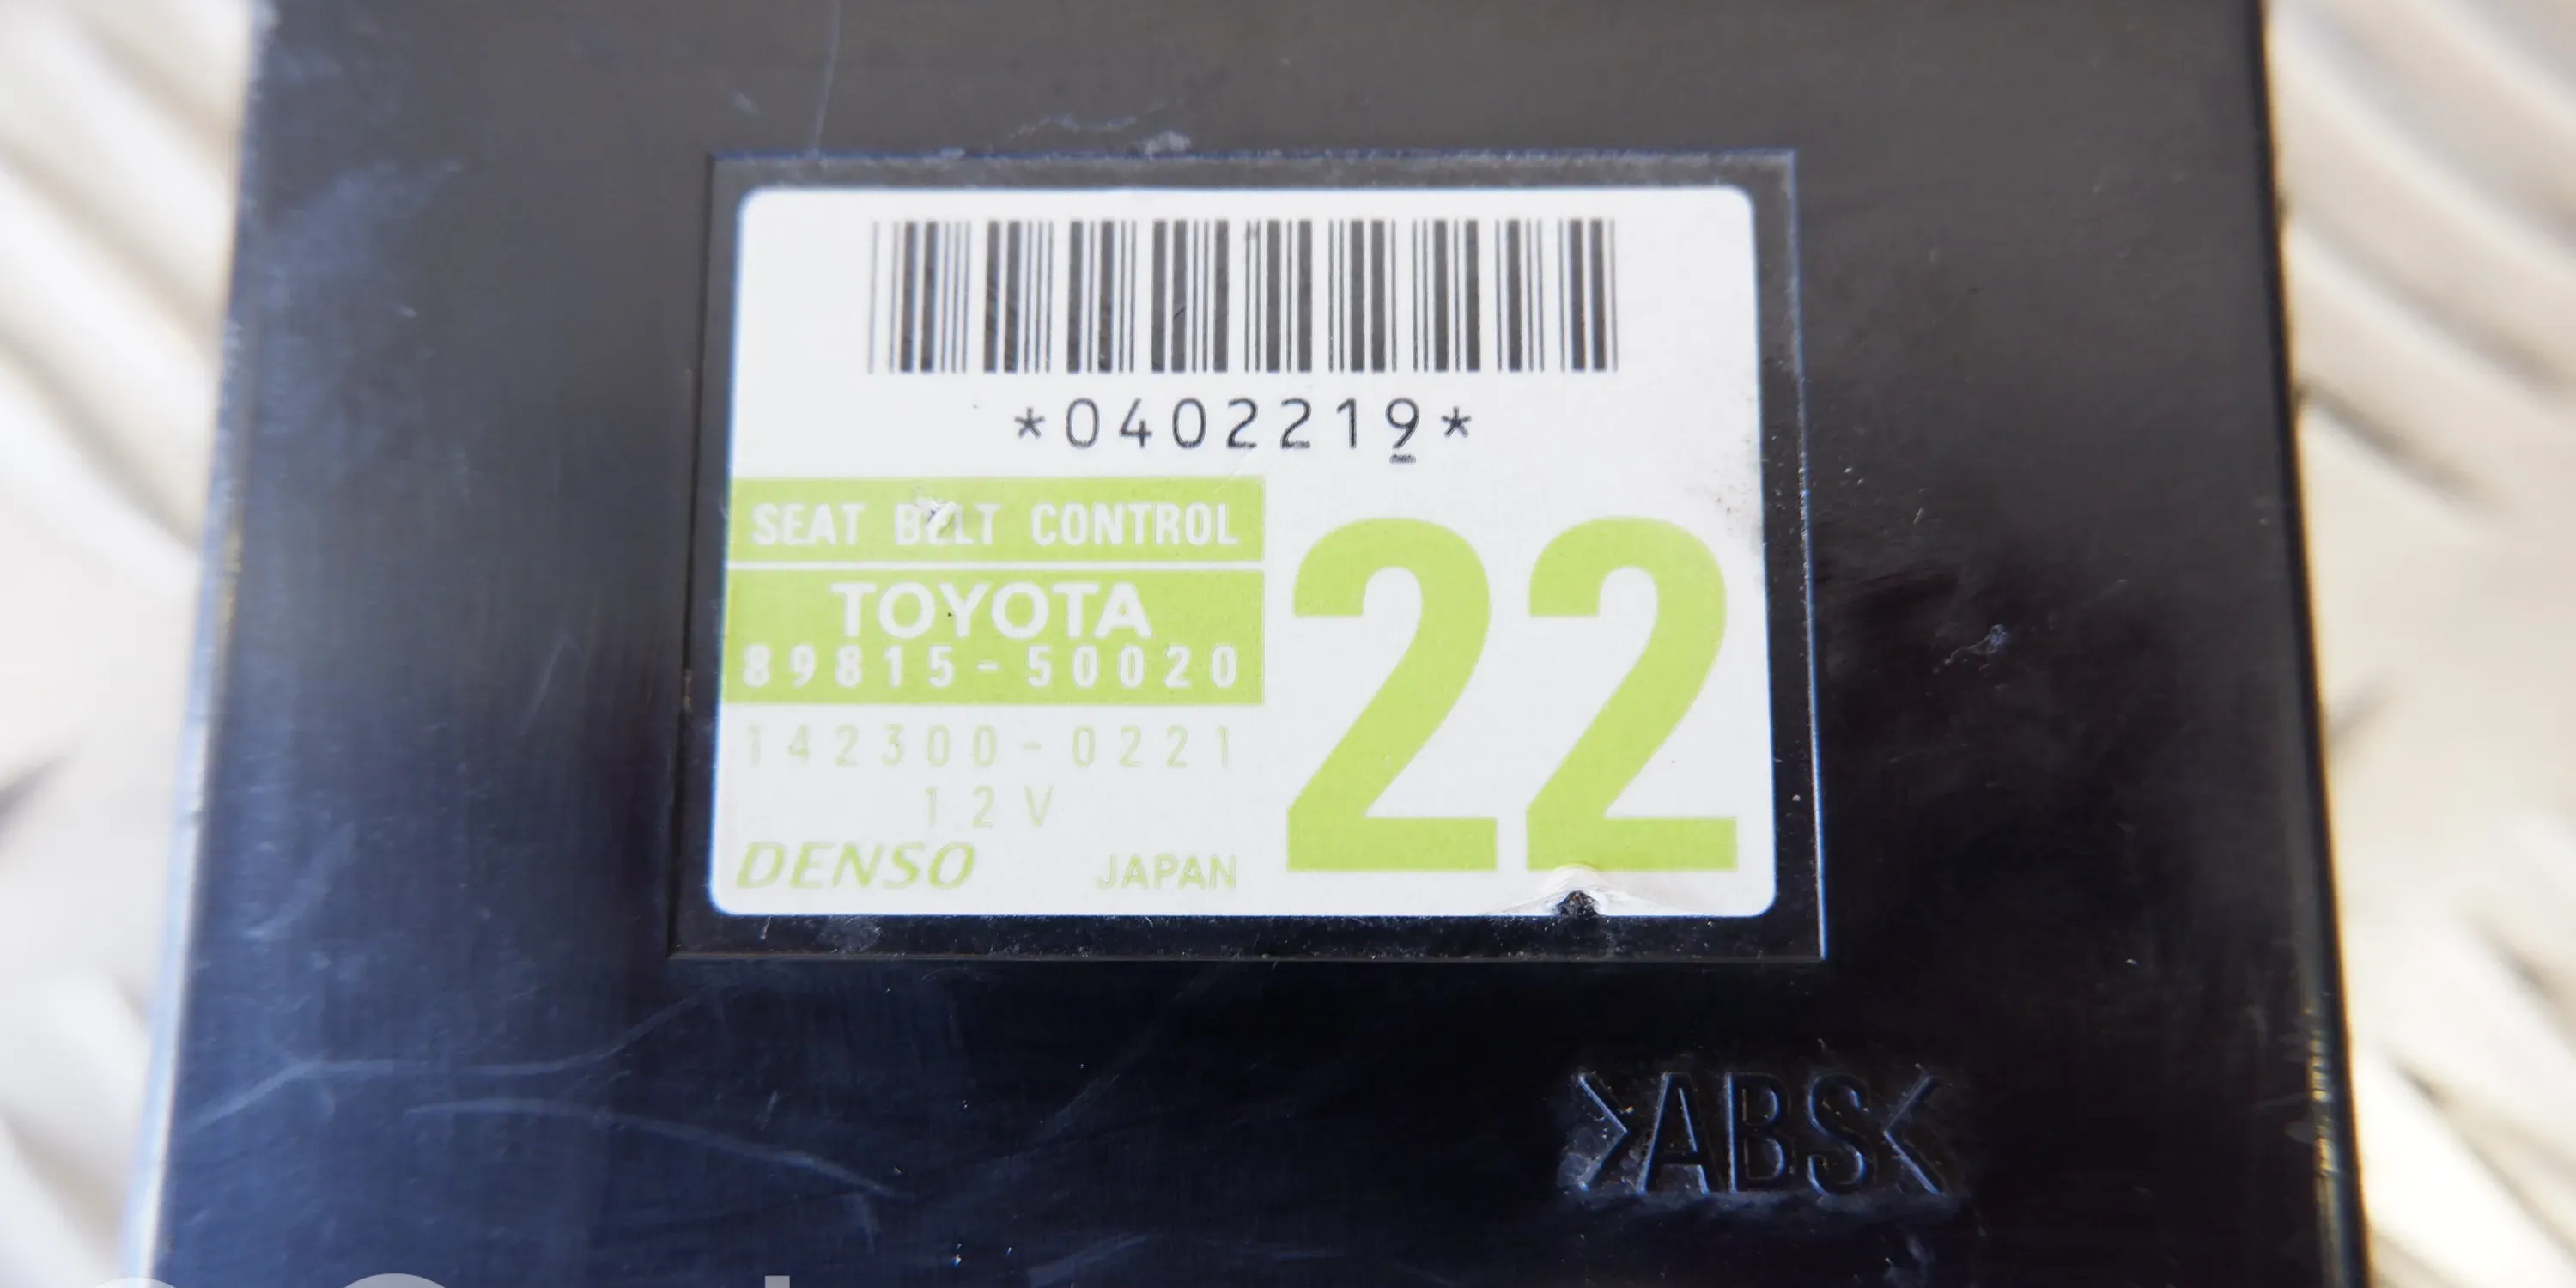 *0402219*
SEAT BELT CONTROL
TOYOTA
89815-50020
22
142300-0221
12V
DENSO JAPAN
>ABS<